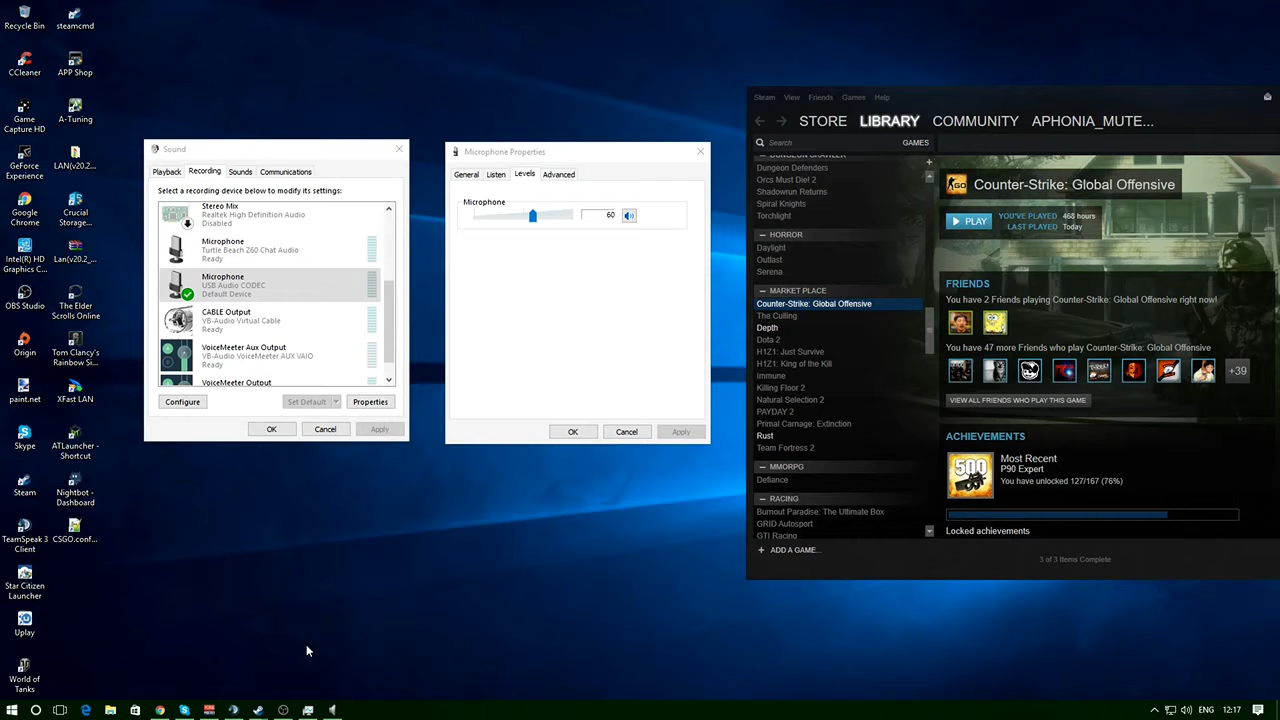 Recycle Bin
steamcmd
CCleaner
APP Shop
Game
Capture HD
A-Tuning
GeForce
Experience
LANv20.2_...
Google
Chrome
Crucial
Storage...
Intel(R) HD
Graphics C...
Lan(v20.2_...
OBS Studio
The Elder
Scrolls Online
Origin
Tom Clancy's
Rainbow Si...
paint.net
XFast LAN
Skype
ATLauncher -
Shortcut
Steam
Nightbot -
Dashboard
TeamSpeak 3
Client
CSGO.conf...
Star Citizen
Launcher
Uplay
World of
Tanks
Sound
Playback
Recording
Sounds
Communications
Select a recording device below to modify its settings:
Stereo Mix
Realtek High Definition Audio
Disabled
Microphone
Turtle Beach Z60 Chat Audio
Ready
Microphone
USB Audio CODEC
Default Device
CABLE Output
VB-Audio Virtual Cable
Ready
VoiceMeeter Aux Output
VB-Audio VoiceMeeter AUX VAIO
Ready
VoiceMeeter Output
Configure
Set Default
Properties
OK
Cancel
Apply
Microphone Properties
General
Listen
Levels
Advanced
Microphone
60
OK
Cancel
Apply
Steam View Friends Games Help
STORE LIBRARY COMMUNITY APHONIA_MUTE...
Search
GAMES
DUNGEON CRAWLER
Dungeon Defenders
Orcs Must Die! 2
Shadowrun Returns
Spiral Knights
Torchlight
HORROR
Daylight
Outlast
Serena
MARKET PLACE
Counter-Strike: Global Offensive
The Culling
Depth
Dota 2
H1Z1: Just Survive
H1Z1: King of the Kill
Immune
Killing Floor 2
Natural Selection 2
PAYDAY 2
Primal Carnage: Extinction
Rust
Team Fortress 2
MMORPG
Defiance
RACING
Burnout Paradise: The Ultimate Box
GRID Autosport
GTI Racing
ADD A GAME...
Counter-Strike: Global Offensive
PLAY
YOU'VE PLAYED 468 hours
LAST PLAYED Today
FRIENDS
You have 2 Friends playing Counter-Strike: Global Offensive right now!
You have 47 more Friends who play Counter-Strike: Global Offensive
+39
VIEW ALL FRIENDS WHO PLAY THIS GAME
ACHIEVEMENTS
500
Most Recent
P90 Expert
You have unlocked 127/167 (76%)
Locked achievements
3 of 3 Items Complete
ENG
12:17